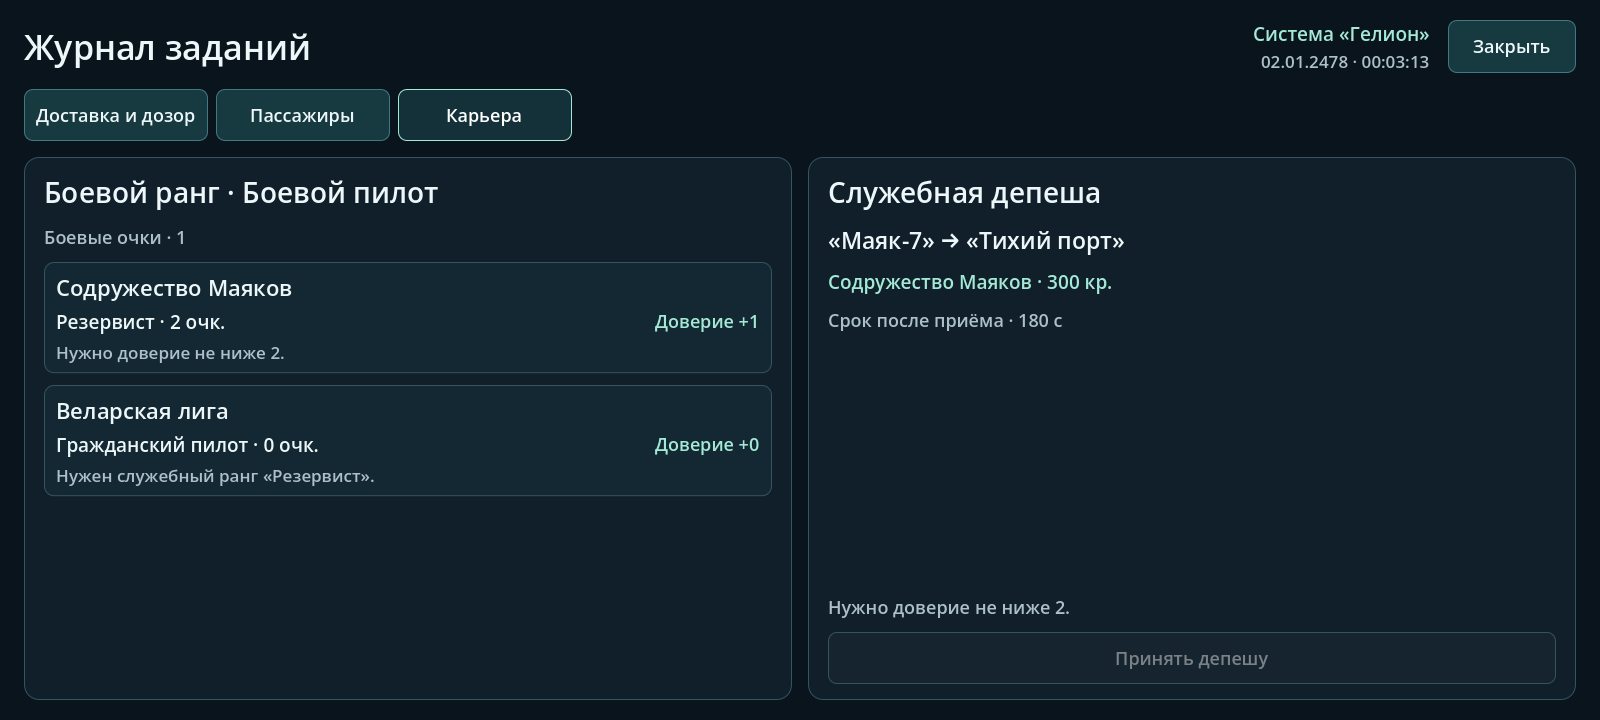 Журнал заданий
Система «Гелион»
02.01.2478 · 00:03:13
Закрыть
Доставка и дозор
Пассажиры
Карьера
Боевой ранг · Боевой пилот
Боевые очки · 1
Содружество Маяков
Резервист · 2 очк.
Доверие +1
Нужно доверие не ниже 2.
Веларская лига
Гражданский пилот · 0 очк.
Доверие +0
Нужен служебный ранг «Резервист».
Служебная депеша
«Маяк-7» → «Тихий порт»
Содружество Маяков · 300 кр.
Срок после приёма · 180 с
Нужно доверие не ниже 2.
Принять депешу